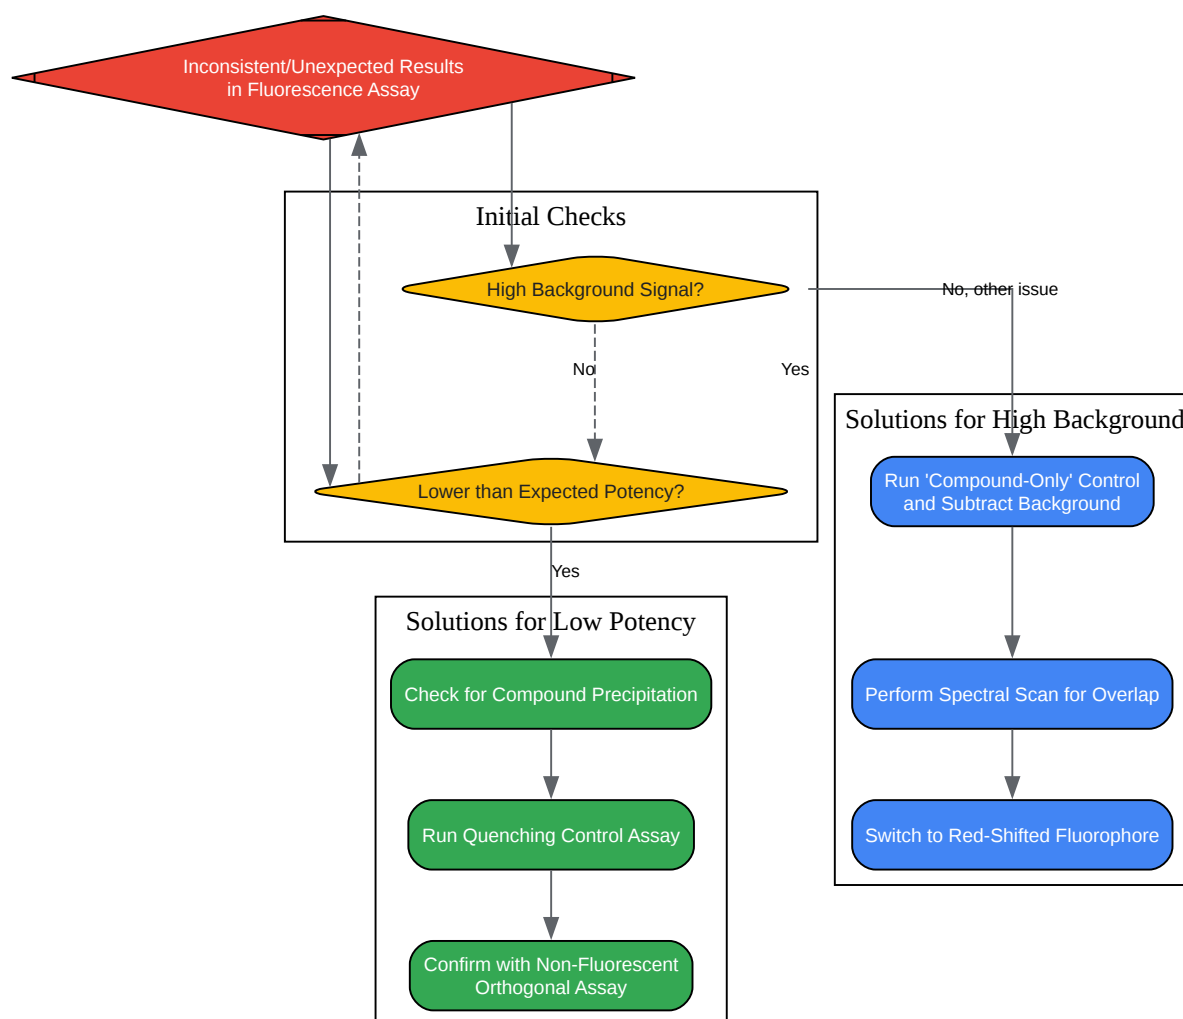 Inconsistent/Unexpected Results
in Fluorescence Assay
Initial Checks
High Background Signal?
No, other issue
No
Yes
Solutions for High Background
Lower than Expected Potency?
Run 'Compound-Only' Control
and Subtract Background
Yes
Solutions for Low Potency
Check for Compound Precipitation
Perform Spectral Scan for Overlap
Run Quenching Control Assay
Switch to Red-Shifted Fluorophore
Confirm with Non-Fluorescent
Orthogonal Assay